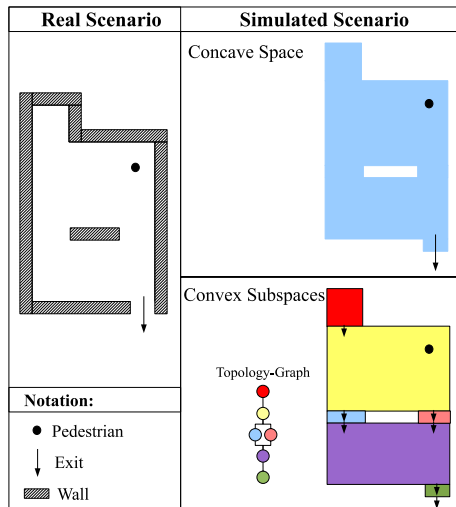 Real Scenario
Simulated Scenario
Concave Space
Convex Subspaces
Topology-Graph
Notation:
Pedestrian
Exit
Wall